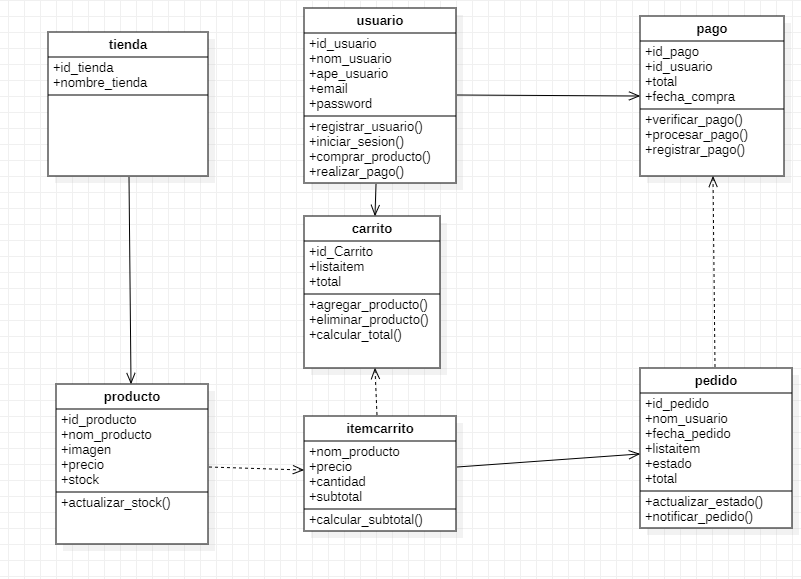 tienda
+id_tienda
+nombre_tienda
usuario
+id_usuario
+nom_usuario
+ape_usuario
+email
+password
+registrar_usuario()
+iniciar_sesion()
+comprar_producto()
+realizar_pago()
pago
+id_pago
+id_usuario
+total
+fecha_compra
+verificar_pago()
+procesar_pago()
+registrar_pago()
carrito
+id_Carrito
+listaitem
+total
+agregar_producto()
+eliminar_producto()
+calcular_total()
producto
+id_producto
+nom_producto
+imagen
+precio
+stock
+actualizar_stock()
itemcarrito
+nom_producto
+precio
+cantidad
+subtotal
+calcular_subtotal()
pedido
+id_pedido
+nom_usuario
+fecha_pedido
+listaitem
+estado
+total
+actualizar_estado()
+notificar_pedido()